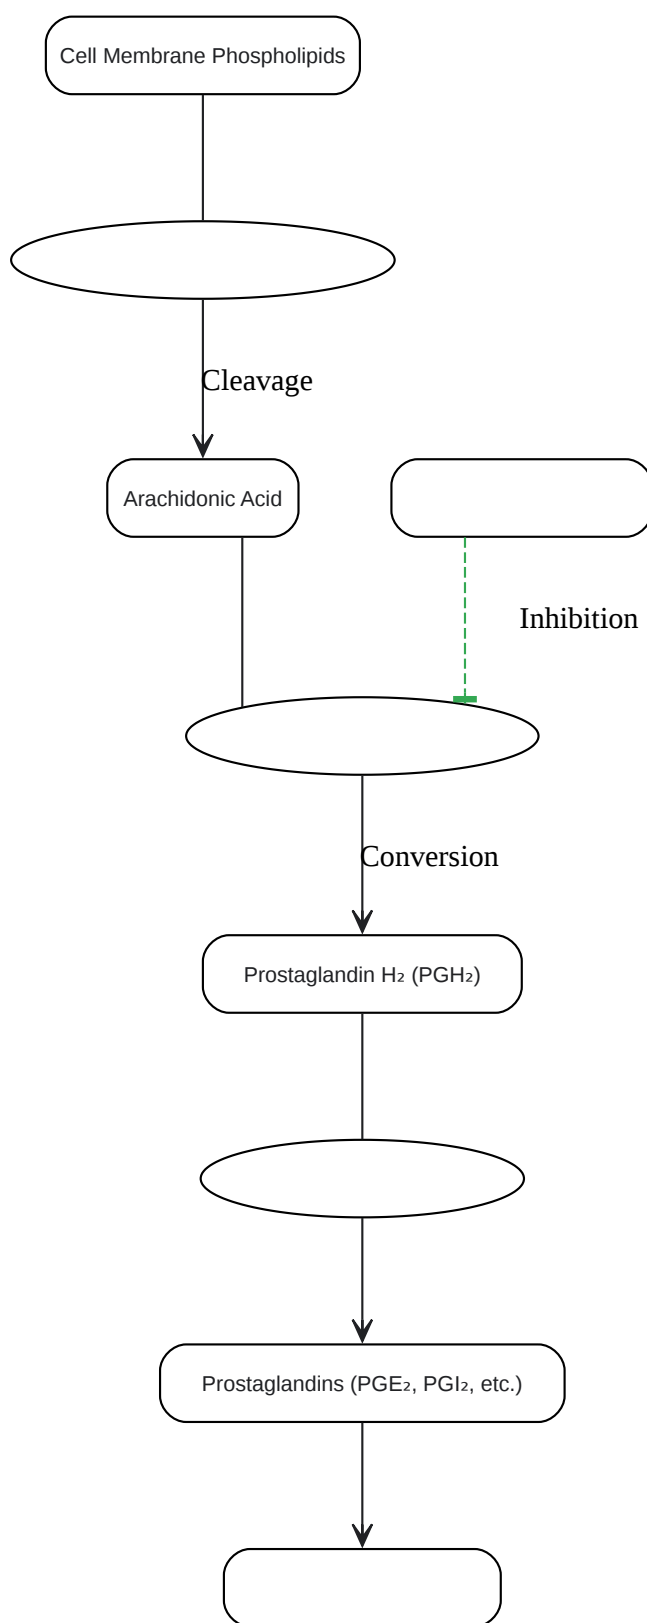 Cell Membrane Phospholipids
Cleavage
Arachidonic Acid
Inhibition
Conversion
Prostaglandin H₂ (PGH₂)
Prostaglandins (PGE₂, PGI₂, etc.)